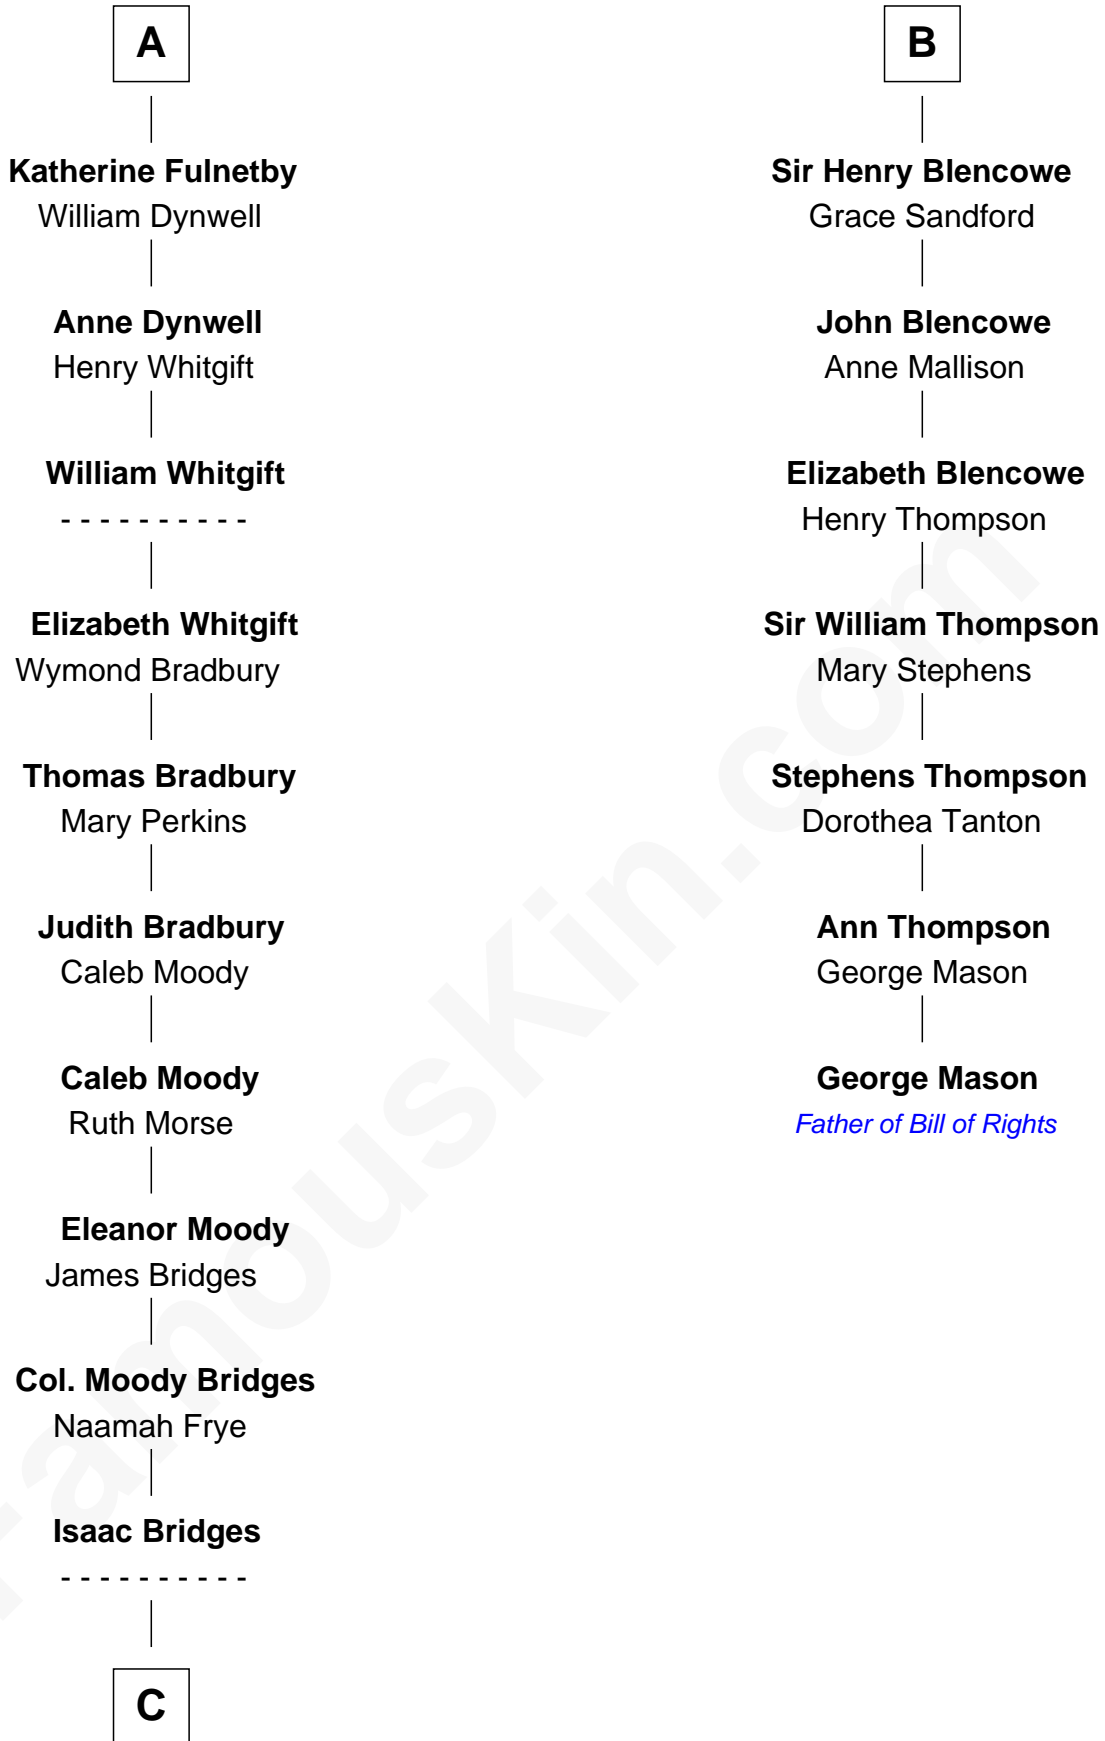 A
Katherine Fulnetby
William Dynwell
Anne Dynwell
Henry Whitgift
William Whitgift
- - - - - - - - - -
Elizabeth Whitgift
Wymond Bradbury
Thomas Bradbury
Mary Perkins
Judith Bradbury
Caleb Moody
Caleb Moody
Ruth Morse
Eleanor Moody
James Bridges
Col. Moody Bridges
Naamah Frye
Isaac Bridges
- - - - - - - - - -
C
B
Sir Henry Blencowe
Grace Sandford
John Blencowe
Anne Mallison
Elizabeth Blencowe
Henry Thompson
Sir William Thompson
Mary Stephens
Stephens Thompson
Dorothea Tanton
Ann Thompson
George Mason
George Mason
Father of Bill of Rights
FamousKin.com